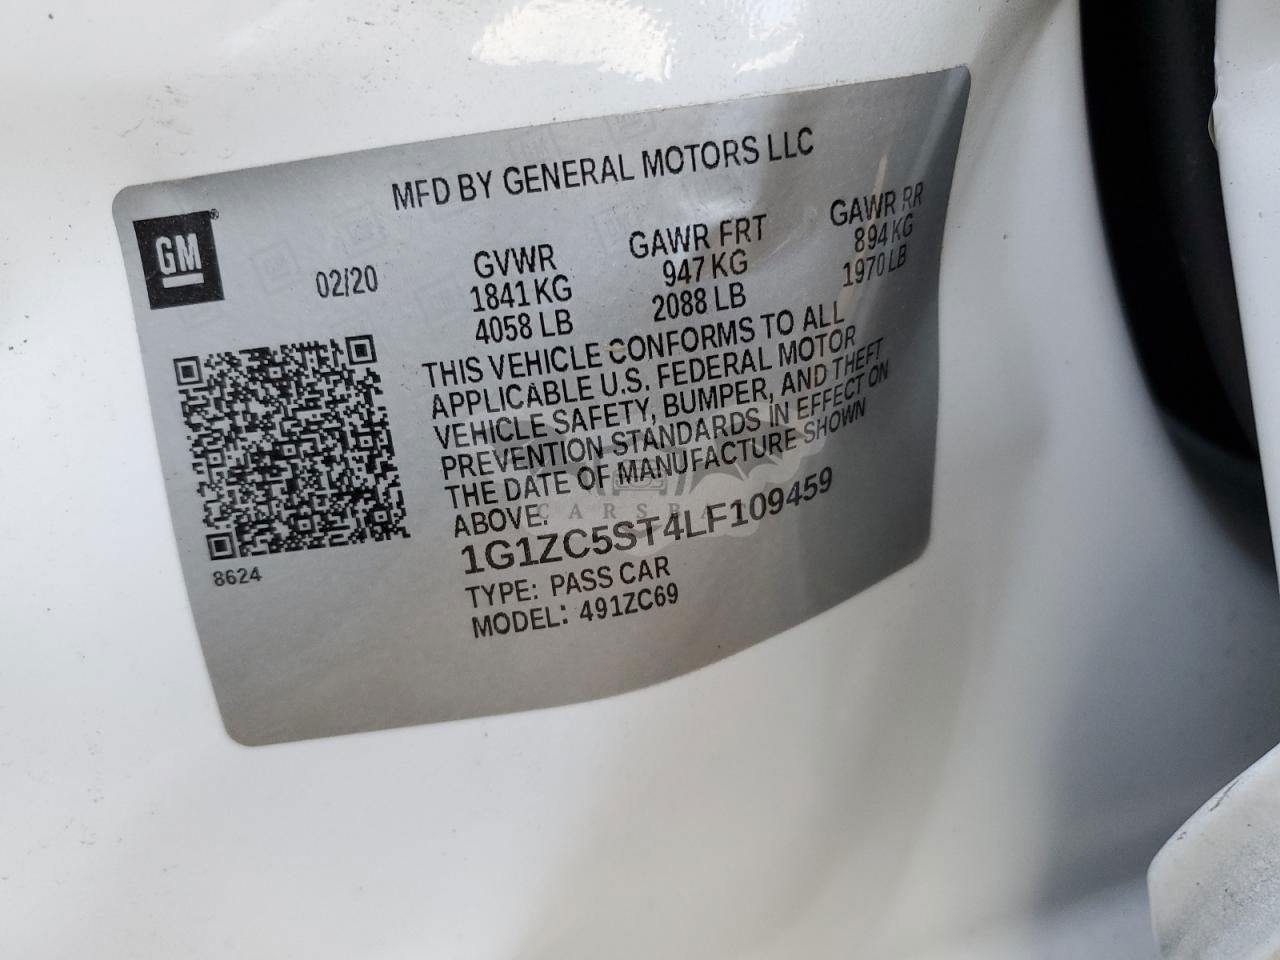 MFD BY GENERAL MOTORS LLC
GM®
02/20
GVWR
1841 KG
4058 LB
GAWR FRT
947 KG
2088 LB
GAWR RR
894 KG
1970 LB
THIS VEHICLE CONFORMS TO ALL
APPLICABLE U.S. FEDERAL MOTOR
VEHICLE SAFETY, BUMPER, AND THEFT
PREVENTION STANDARDS IN EFFECT ON
THE DATE OF MANUFACTURE SHOWN
ABOVE.
1G1ZC5ST4LF109459
TYPE: PASS CAR
MODEL: 491ZC69
8624